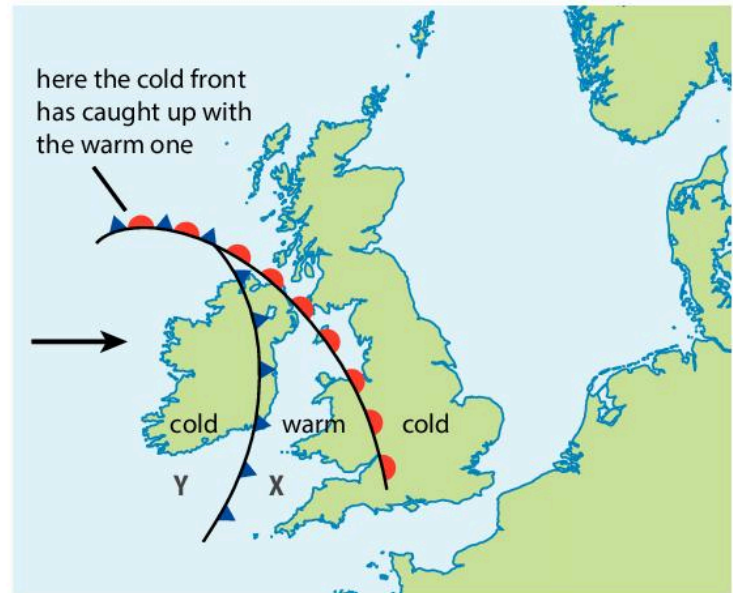 here the cold front
has caught up with
the warm one
cold warm cold
Y X